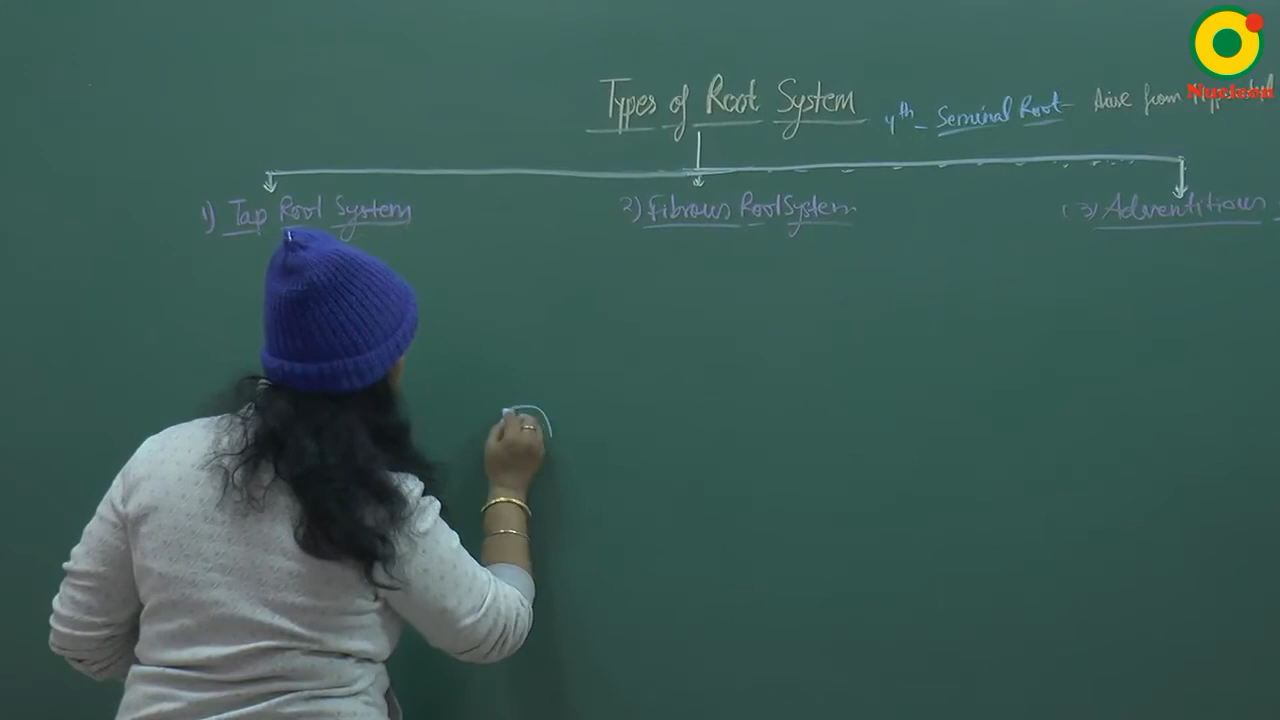 Nucleon
Types of Root System 4th - Seminal Root - Arise from
1) Tap Root System
2) Fibrous Root System
(3) Adventitious